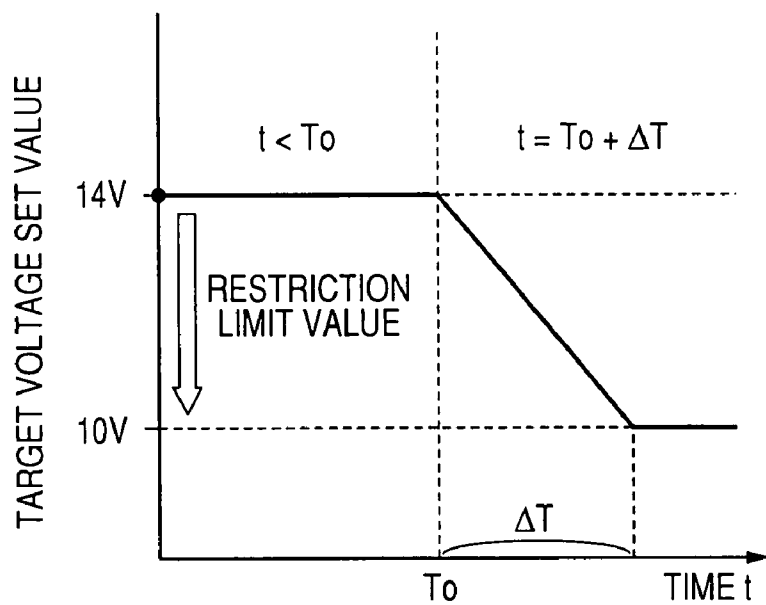 TARGET VOLTAGE SET VALUE
t < To
t = To + ΔT
14V
RESTRICTION
LIMIT VALUE
10V
ΔT
To
TIME t